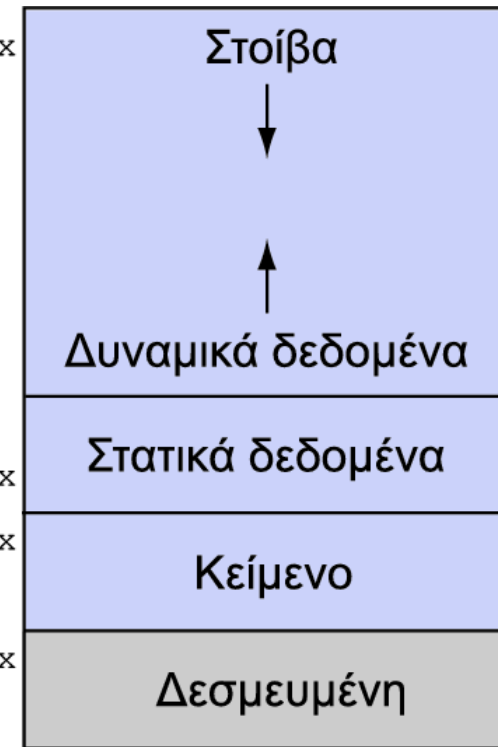 x Στοίβα
Δυναμικά δεδομένα
Στατικά δεδομένα
x
x
Κείμενο
x
Δεσμευμένη